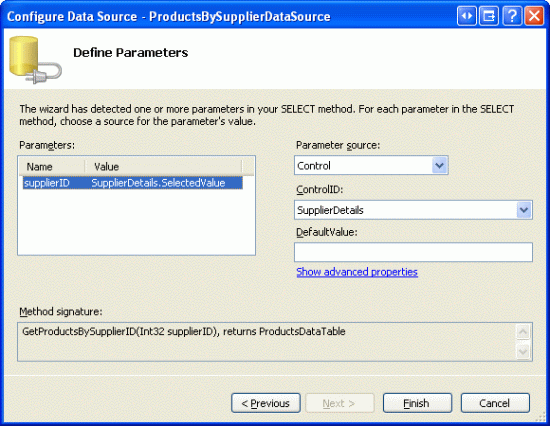 Configure Data Source - ProductsBySupplierDataSource
Define Parameters
The wizard has detected one or more parameters in your SELECT method. For each parameter in the SELECT
method, choose a source for the parameter's value.
Parameters:
Name Value
supplierID SupplierDetails.SelectedValue
Parameter source:
Control
ControlID:
SupplierDetails
DefaultValue:
Show advanced properties
Method signature:
GetProductsBySupplierID(Int32 supplierID), returns ProductsDataTable
< Previous Next > Finish Cancel